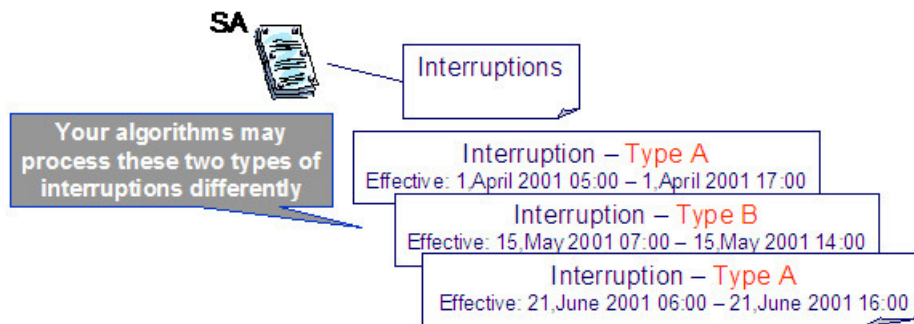 SA
Interruptions
Your algorithms may
process these two types of
interruptions differently
Interruption – Type A
Effective: 1,April 2001 05:00 – 1,April 2001 17:00
Interruption – Type B
Effective: 15,May 2001 07:00 – 15,May 2001 14:00
Interruption – Type A
Effective: 21,June 2001 06:00 – 21,June 2001 16:00